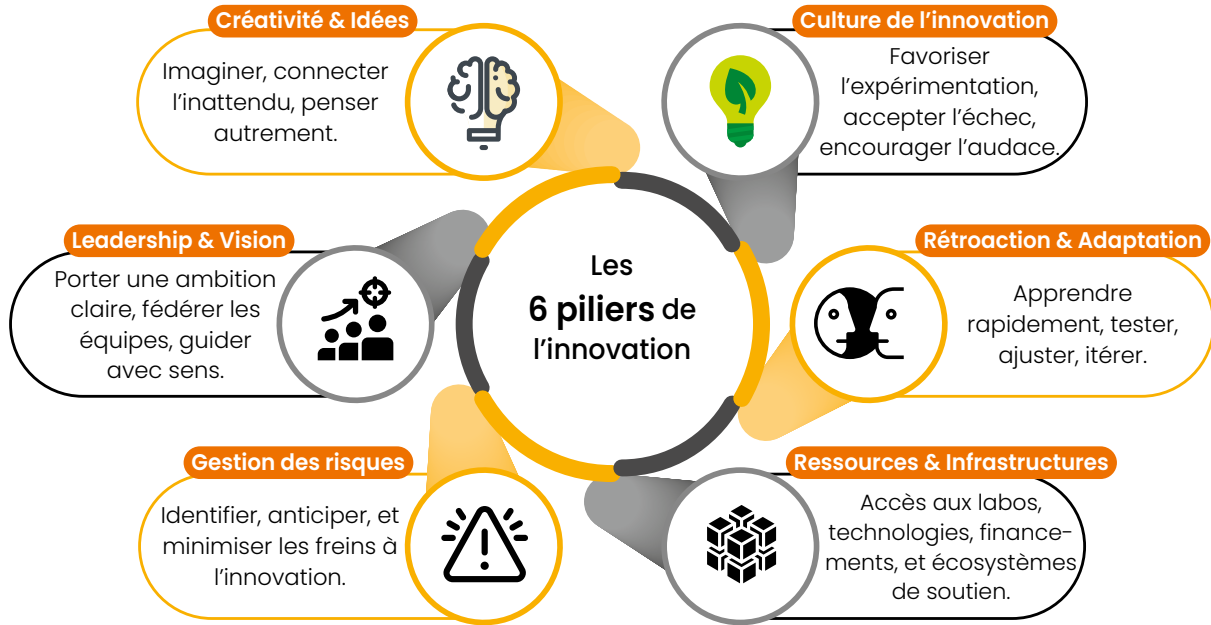 Créativité & Idées
Imaginer, connecter
l’inattendu, penser
autrement.
Culture de l’innovation
Favoriser
l’expérimentation,
accepter l’échec,
encourager l’audace.
Leadership & Vision
Porter une ambition
claire, fédérer les
équipes, guider
avec sens.
Les
6 piliers de
l’innovation
Rétroaction & Adaptation
Apprendre
rapidement, tester,
ajuster, itérer.
Gestion des risques
Identifier, anticiper, et
minimiser les freins à
l’innovation.
Ressources & Infrastructures
Accès aux labos,
technologies, finance-
ments, et écosystèmes
de soutien.